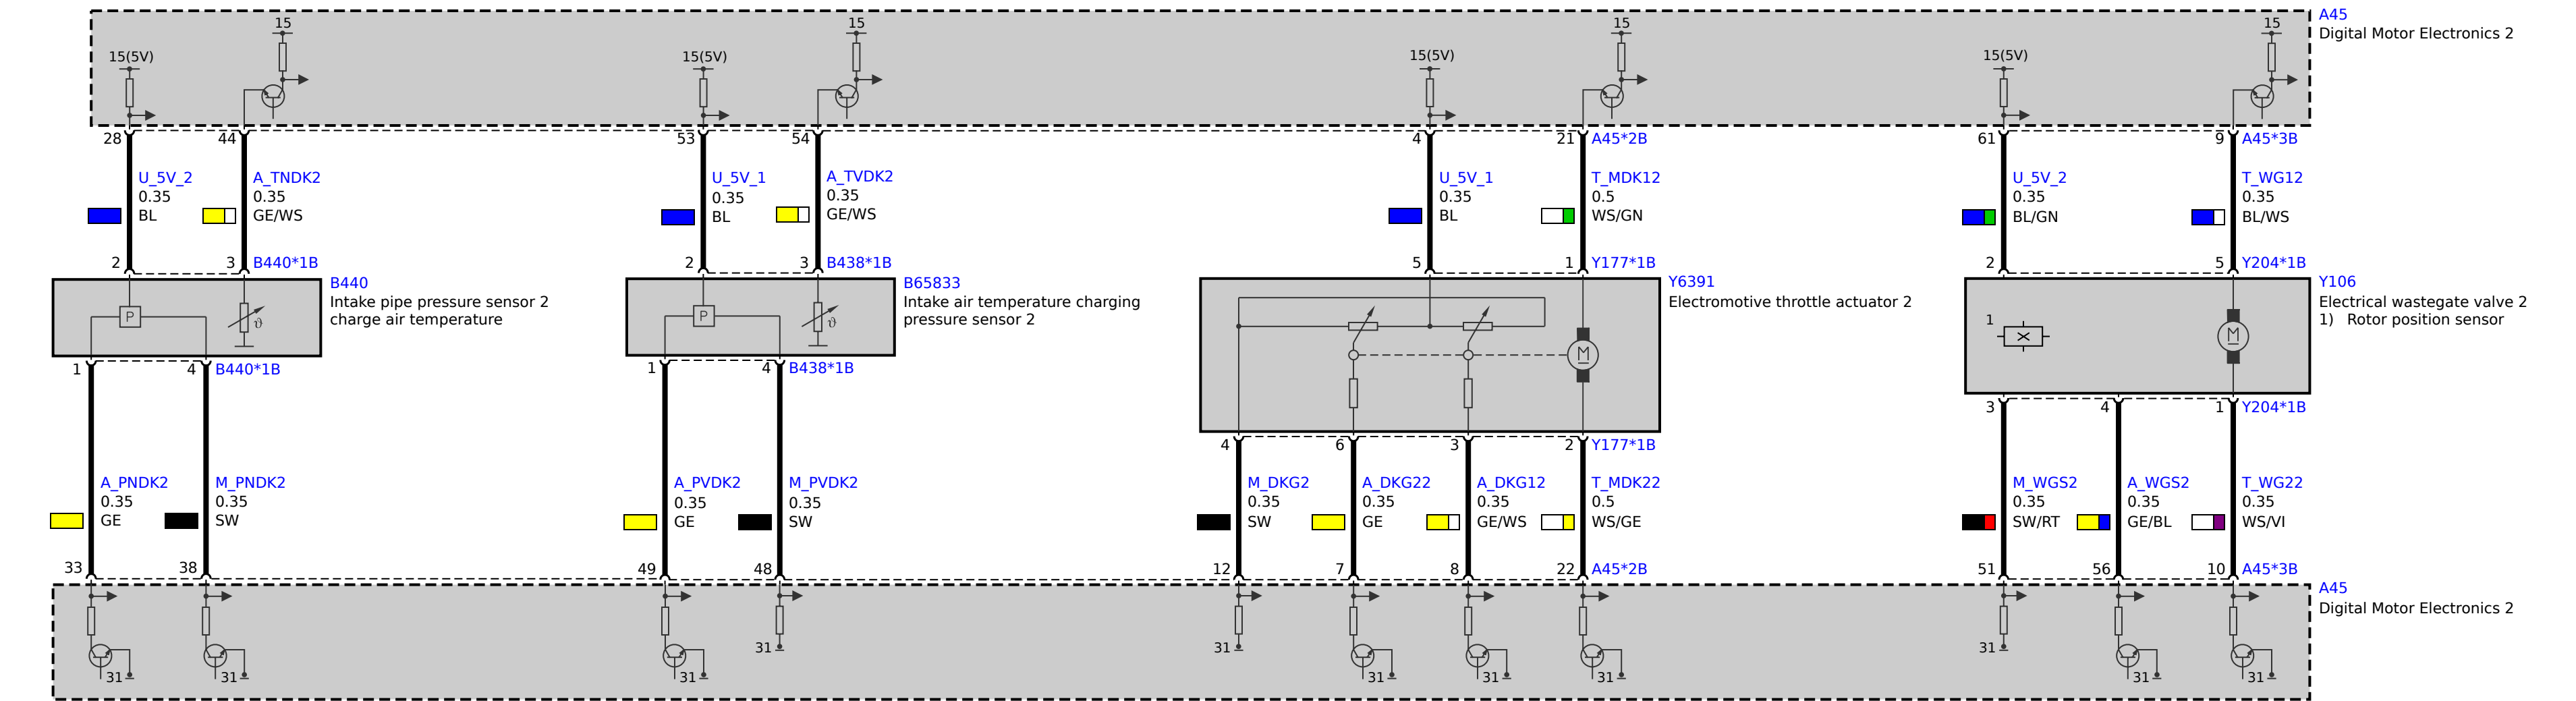 15
15
15
15
A45
Digital Motor Electronics 2
15(5V)
15(5V)
15(5V)
15(5V)
28
44
53
54
4
21
A45*2B
61
9
A45*3B
U_5V_2
0.35
BL
A_TNDK2
0.35
GE/WS
U_5V_1
0.35
BL
A_TVDK2
0.35
GE/WS
U_5V_1
0.35
BL
T_MDK12
0.5
WS/GN
U_5V_2
0.35
BL/GN
T_WG12
0.35
BL/WS
2
3
B440*1B
2
3
B438*1B
5
1
Y177*1B
2
5
Y204*1B
P
ϑ
B440
Intake pipe pressure sensor 2
charge air temperature
P
ϑ
B65833
Intake air temperature charging
pressure sensor 2
M
Y6391
Electromotive throttle actuator 2
1
M
Y106
Electrical wastegate valve 2
1) Rotor position sensor
1
4
B440*1B
1
4
B438*1B
4
6
3
2
Y177*1B
3
4
1
Y204*1B
A_PNDK2
0.35
GE
M_PNDK2
0.35
SW
A_PVDK2
0.35
GE
M_PVDK2
0.35
SW
M_DKG2
0.35
SW
A_DKG22
0.35
GE
A_DKG12
0.35
GE/WS
T_MDK22
0.5
WS/GE
M_WGS2
0.35
SW/RT
A_WGS2
0.35
GE/BL
T_WG22
0.35
WS/VI
33
38
49
48
12
7
8
22
A45*2B
51
56
10
A45*3B
A45
Digital Motor Electronics 2
31
31
31
31
31
31
31
31
31
31
31